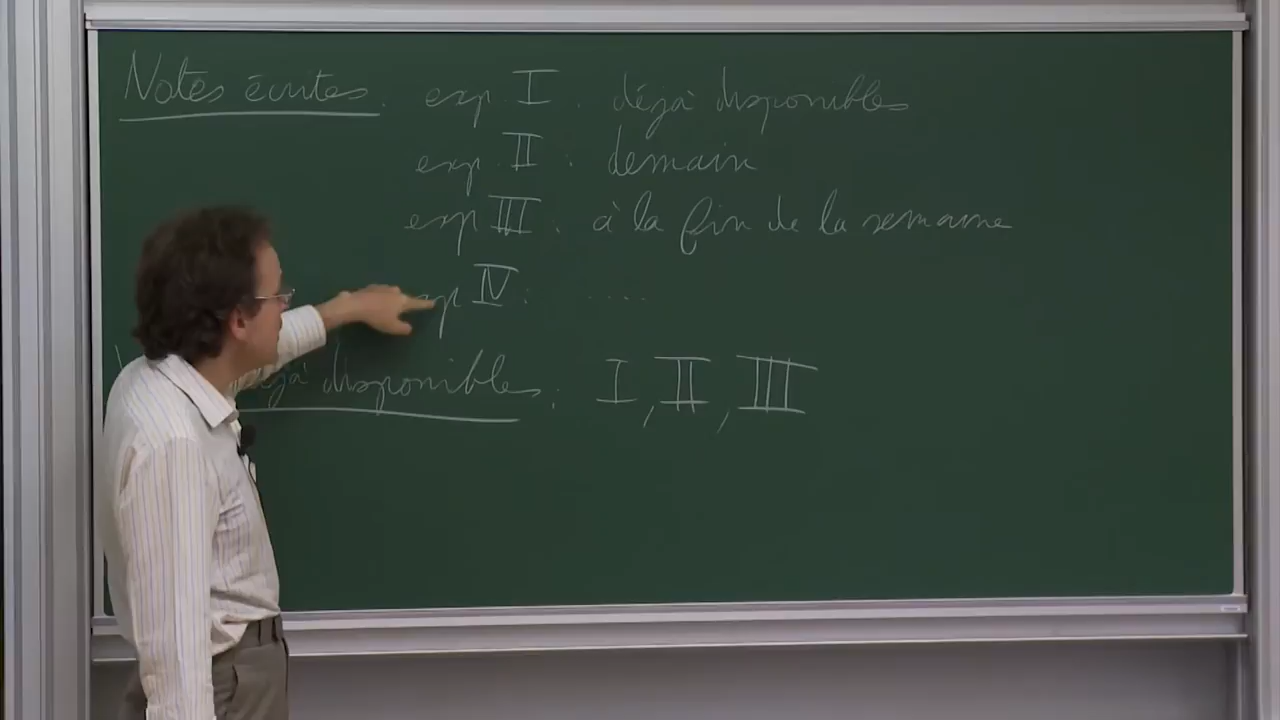 Notes écrites. exp. I. déjà disponibles
exp. II: demain
exp III: à la fin de la semaine
exp IV: ....
déjà disponibles: I, II, III